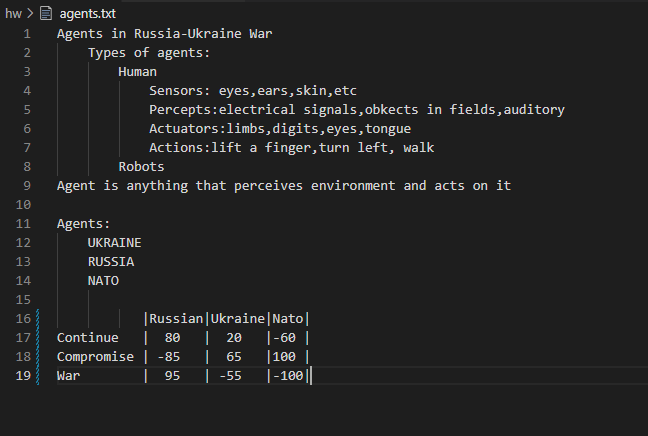 hw > agents.txt
1 Agents in Russia-Ukraine War
2     Types of agents:
3         Human
4             Sensors: eyes,ears,skin,etc
5             Percepts:electrical signals,obkects in fields,auditory
6             Actuators:limbs,digits,eyes,tongue
7             Actions:lift a finger,turn left, walk
8         Robots
9 Agent is anything that perceives environment and acts on it
10
11 Agents:
12     UKRAINE
13     RUSSIA
14     NATO
15
16            |Russian|Ukraine|Nato|
17 Continue   |  80   |  20   |-60 |
18 Compromise | -85   |  65   |100 |
19 War        |  95   | -55   |-100|